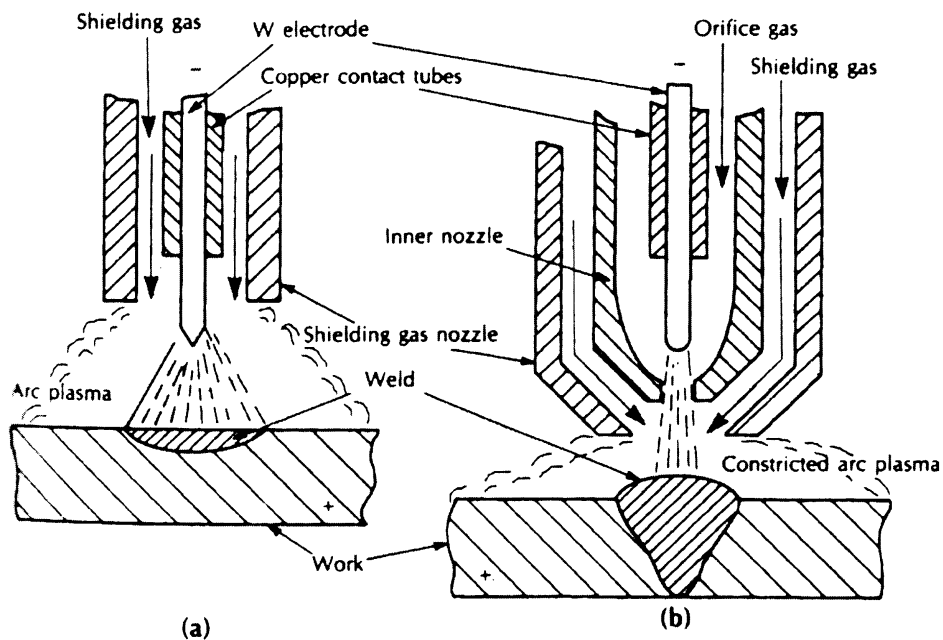 Shielding gas
W electrode
Orifice gas
Shielding gas
Copper contact tubes
−
−
Inner nozzle
Shielding gas nozzle
Arc plasma
Weld
Constricted arc plasma
+
+
Work
(a)
(b)